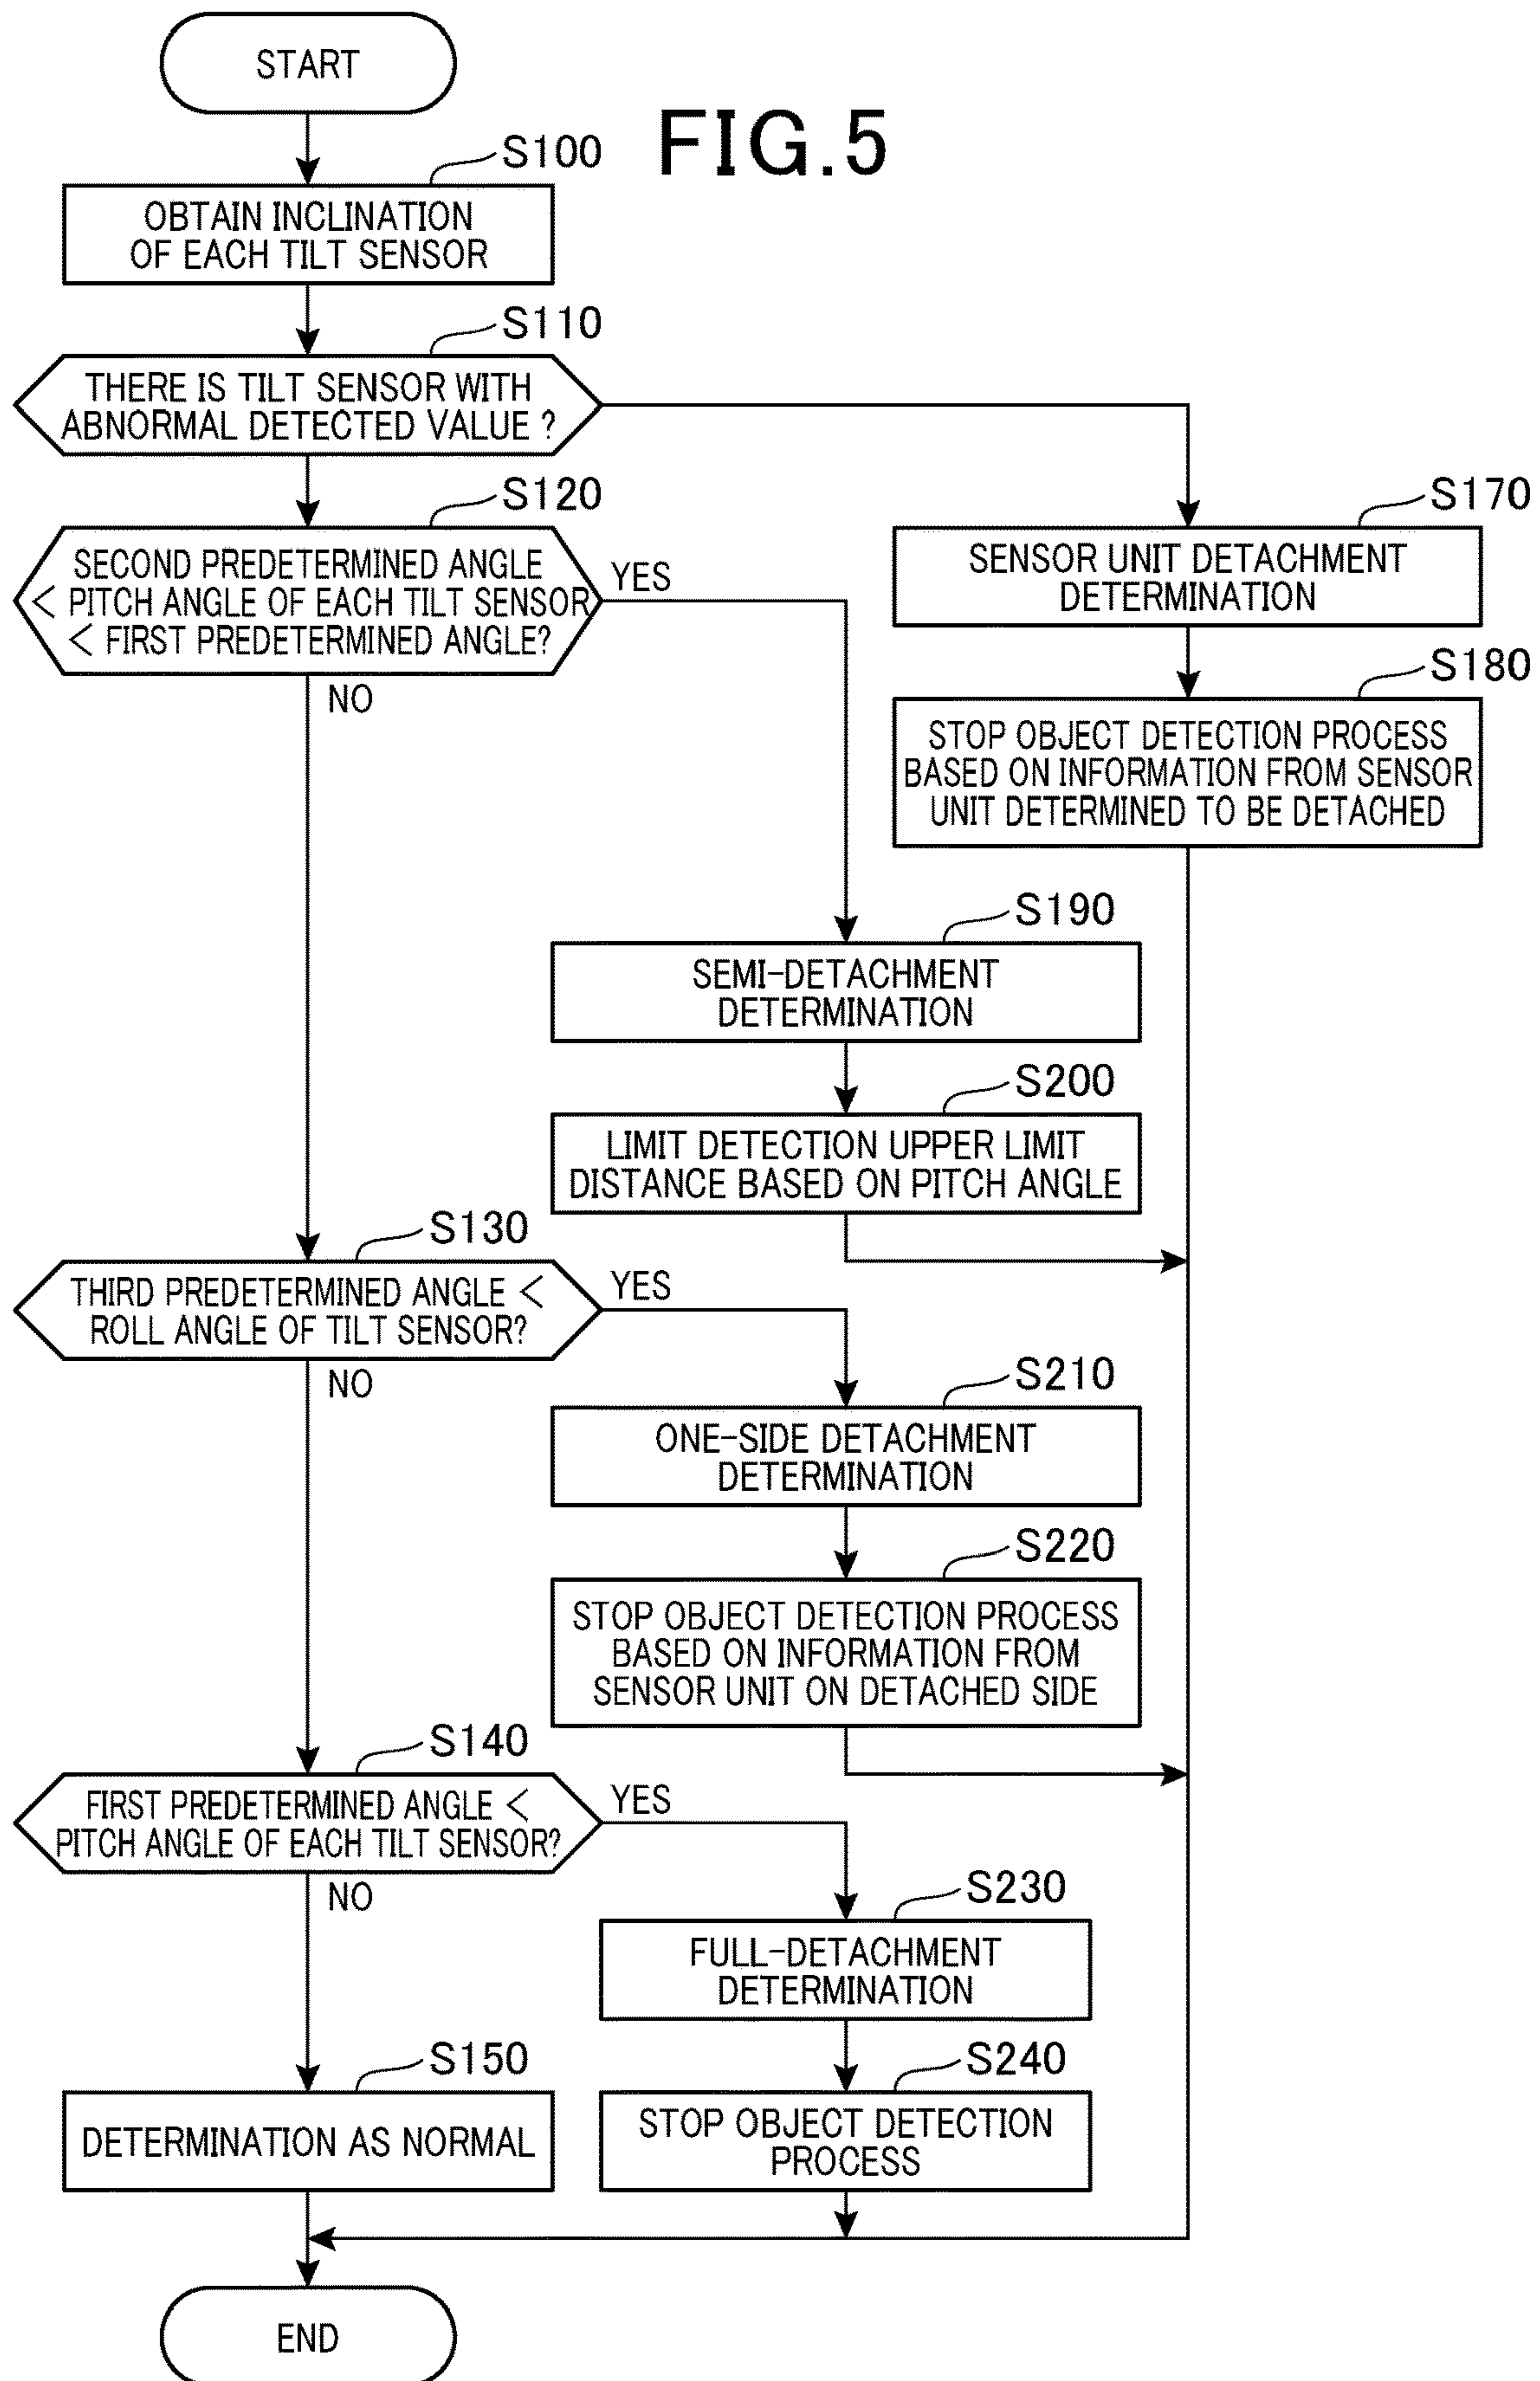 START
FIG.5
S100
OBTAIN INCLINATION
OF EACH TILT SENSOR
S110
THERE IS TILT SENSOR WITH
ABNORMAL DETECTED VALUE ?
S120
SECOND PREDETERMINED ANGLE
< PITCH ANGLE OF EACH TILT SENSOR
< FIRST PREDETERMINED ANGLE?
YES
NO
S170
SENSOR UNIT DETACHMENT
DETERMINATION
S180
STOP OBJECT DETECTION PROCESS
BASED ON INFORMATION FROM SENSOR
UNIT DETERMINED TO BE DETACHED
S190
SEMI-DETACHMENT
DETERMINATION
S200
LIMIT DETECTION UPPER LIMIT
DISTANCE BASED ON PITCH ANGLE
S130
THIRD PREDETERMINED ANGLE <
ROLL ANGLE OF TILT SENSOR?
YES
NO
S210
ONE-SIDE DETACHMENT
DETERMINATION
S220
STOP OBJECT DETECTION PROCESS
BASED ON INFORMATION FROM
SENSOR UNIT ON DETACHED SIDE
S140
FIRST PREDETERMINED ANGLE <
PITCH ANGLE OF EACH TILT SENSOR?
YES
NO
S230
FULL-DETACHMENT
DETERMINATION
S150
DETERMINATION AS NORMAL
S240
STOP OBJECT DETECTION
PROCESS
END